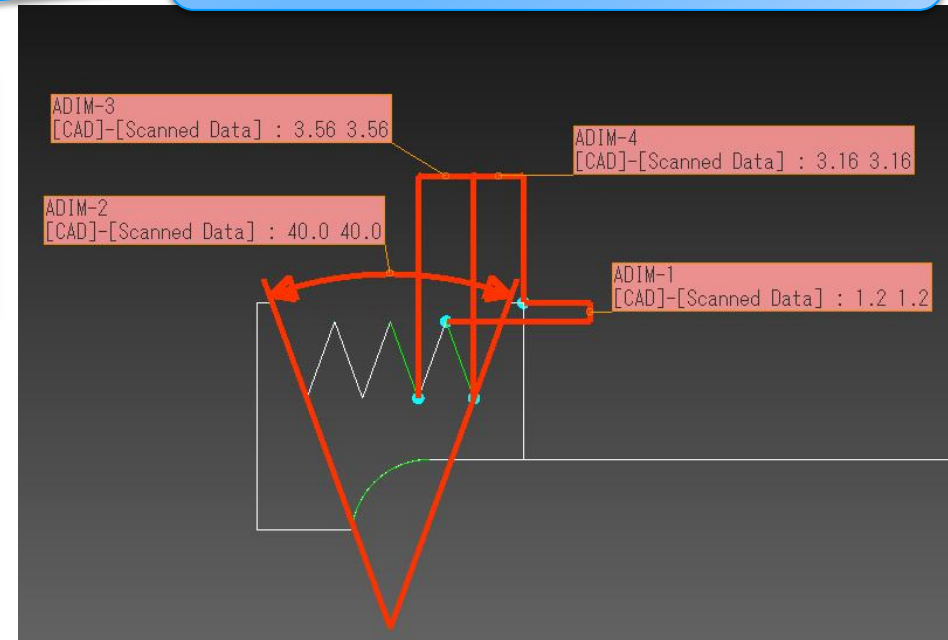 ADIM-3
[CAD]-[Scanned Data] : 3.56 3.56
ADIM-4
[CAD]-[Scanned Data] : 3.16 3.16
ADIM-2
[CAD]-[Scanned Data] : 40.0 40.0
ADIM-1
[CAD]-[Scanned Data] : 1.2 1.2